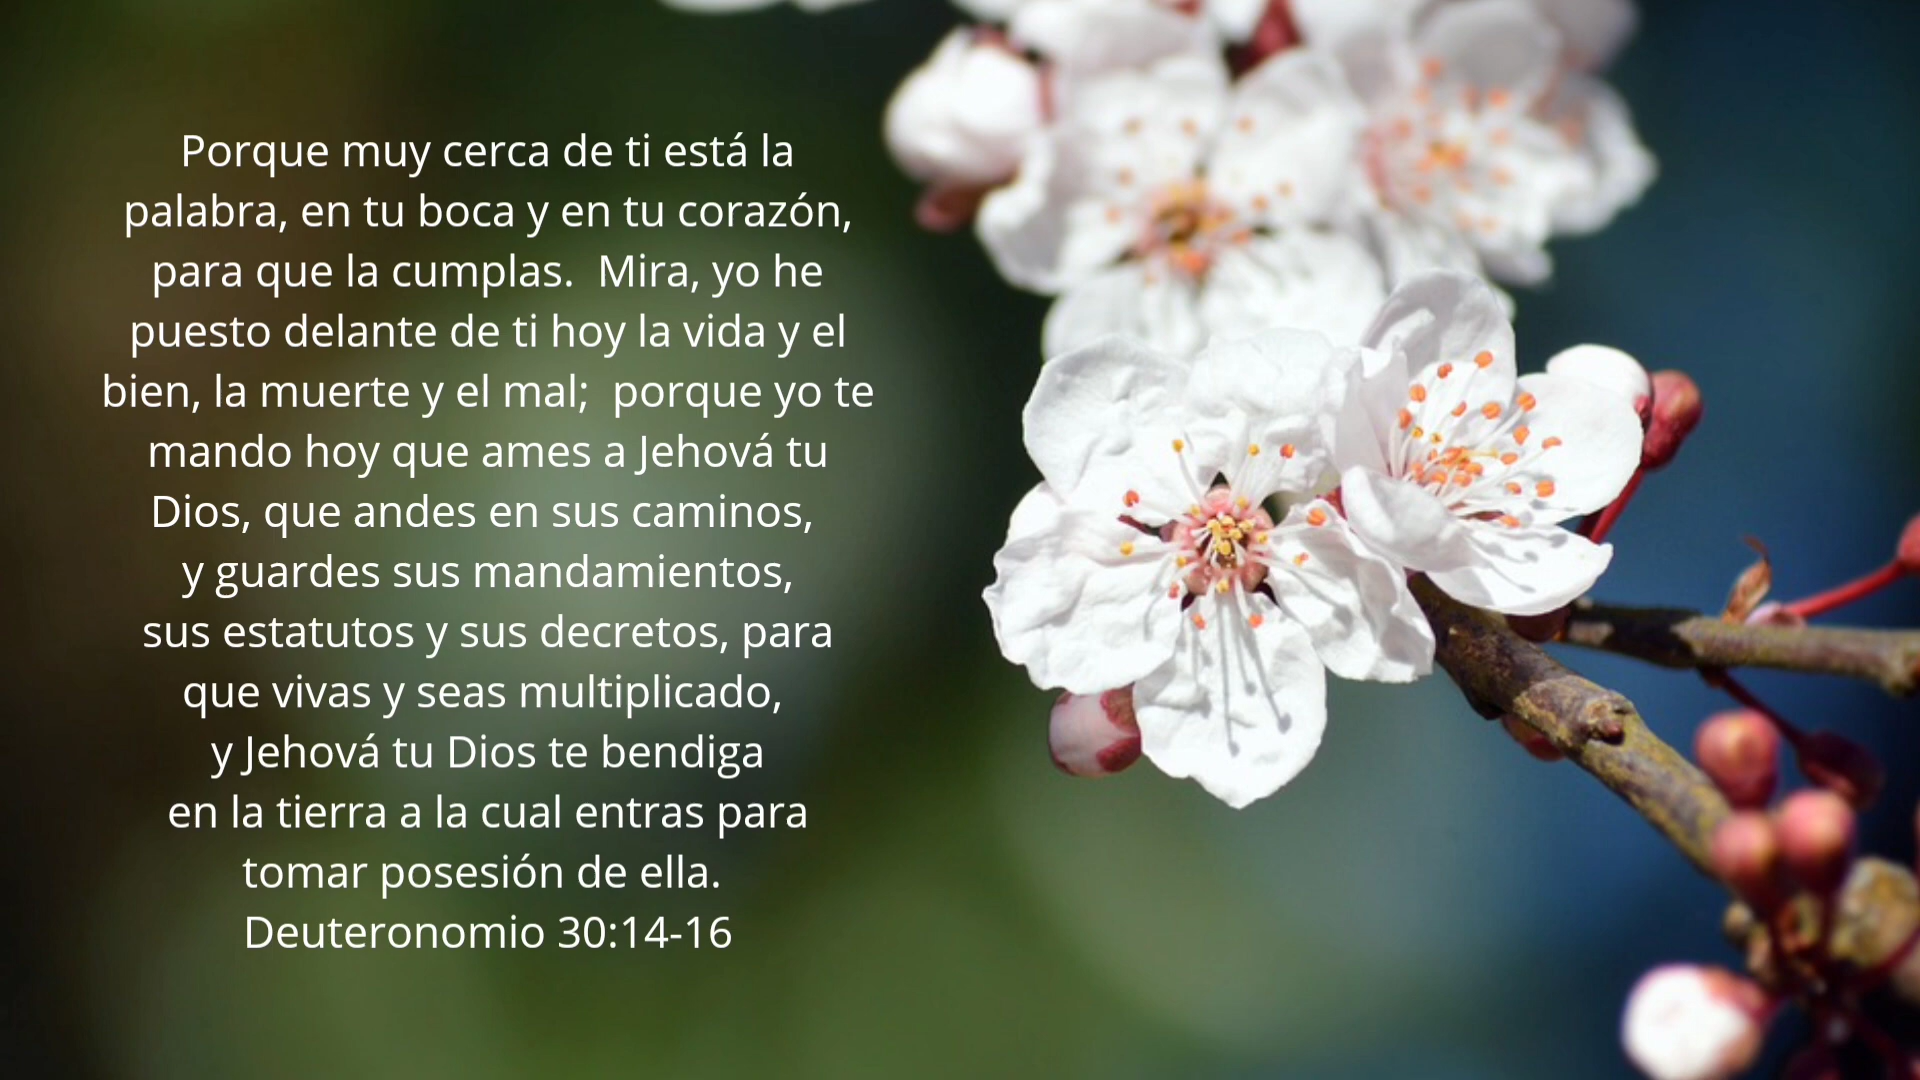 Porque muy cerca de ti está la
palabra, en tu boca y en tu corazón,
para que la cumplas.  Mira, yo he
puesto delante de ti hoy la vida y el
bien, la muerte y el mal;  porque yo te
mando hoy que ames a Jehová tu
Dios, que andes en sus caminos,
y guardes sus mandamientos,
sus estatutos y sus decretos, para
que vivas y seas multiplicado,
y Jehová tu Dios te bendiga
en la tierra a la cual entras para
tomar posesión de ella.
Deuteronomio 30:14-16